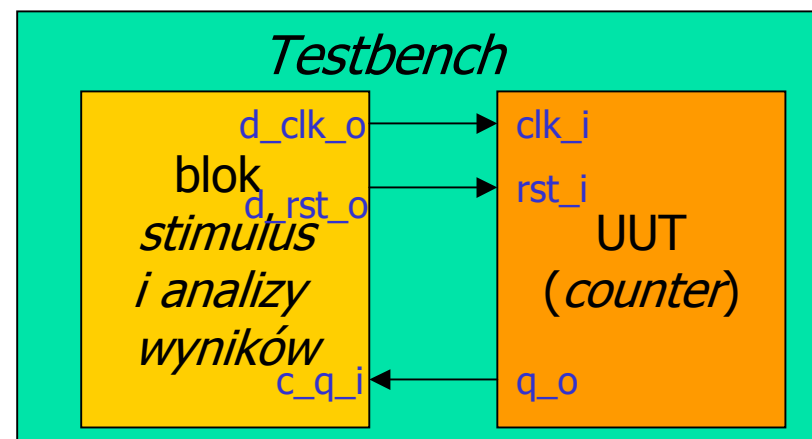 Testbench
d_clk_o
blok
d_rst_o
stimulus
i analizy
wyników
c_q_i
clk_i
rst_i
UUT
(counter)
q_o